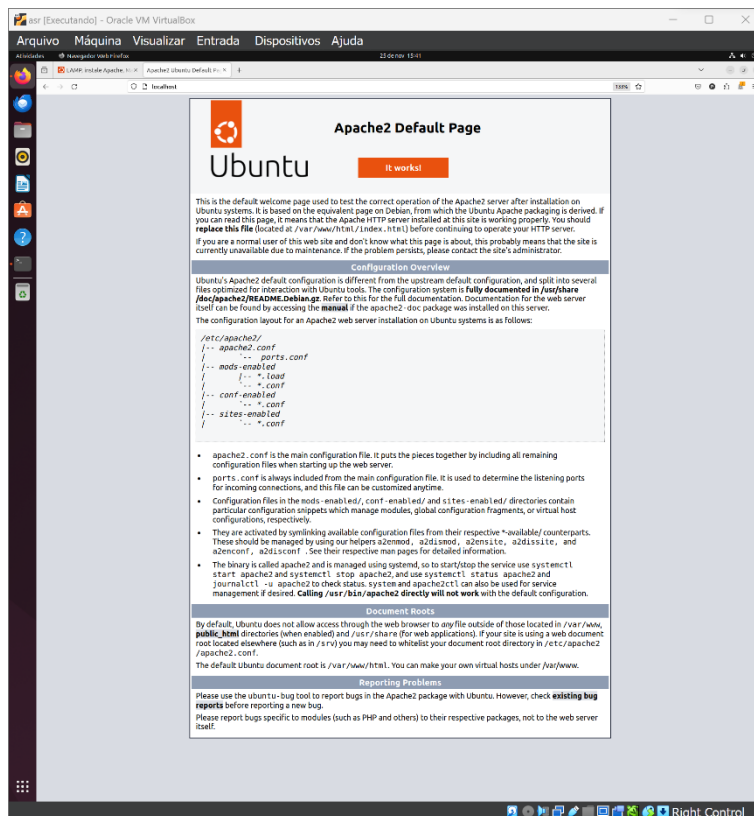 asr [Executando] - Oracle VM VirtualBox
Arquivo Máquina Visualizar Entrada Dispositivos Ajuda
Atividades Navegador Web Firefox 25 de nov 15:41
LAMP: instale Apache, Apache2 Ubuntu Default Pa
localhost 133%
Ubuntu
Apache2 Default Page
It works!
This is the default welcome page used to test the correct operation of the Apache2 server after installation on
Ubuntu systems. It is based on the equivalent page on Debian, from which the Ubuntu Apache packaging is derived. If
you can read this page, it means that the Apache HTTP server installed at this site is working properly. You should
replace this file (located at /var/www/html/index.html) before continuing to operate your HTTP server.
If you are a normal user of this web site and don't know what this page is about, this probably means that the site is
currently unavailable due to maintenance. If the problem persists, please contact the site's administrator.
Configuration Overview
Ubuntu's Apache2 default configuration is different from the upstream default configuration, and split into several
files optimized for interaction with Ubuntu tools. The configuration system is fully documented in /usr/share
/doc/apache2/README.Debian.gz. Refer to this for the full documentation. Documentation for the web server
itself can be found by accessing the manual if the apache2-doc package was installed on this server.
The configuration layout for an Apache2 web server installation on Ubuntu systems is as follows:
/etc/apache2/
|-- apache2.conf
| `-- ports.conf
|-- mods-enabled
| |-- *.load
| `-- *.conf
|-- conf-enabled
| `-- *.conf
|-- sites-enabled
| `-- *.conf
• apache2.conf is the main configuration file. It puts the pieces together by including all remaining
configuration files when starting up the web server.
• ports.conf is always included from the main configuration file. It is used to determine the listening ports
for incoming connections, and this file can be customized anytime.
• Configuration files in the mods-enabled/, conf-enabled/ and sites-enabled/ directories contain
particular configuration snippets which manage modules, global configuration fragments, or virtual host
configurations, respectively.
• They are activated by symlinking available configuration files from their respective *-available/ counterparts.
These should be managed by using our helpers a2enmod, a2dismod, a2ensite, a2dissite, and
a2enconf, a2disconf . See their respective man pages for detailed information.
• The binary is called apache2 and is managed using systemd, so to start/stop the service use systemctl
start apache2 and systemctl stop apache2, and use systemctl status apache2 and
journalctl -u apache2 to check status. system and apache2ctl can also be used for service
management if desired. Calling /usr/bin/apache2 directly will not work with the default configuration.
Document Roots
By default, Ubuntu does not allow access through the web browser to any file outside of those located in /var/www,
public_html directories (when enabled) and /usr/share (for web applications). If your site is using a web document
root located elsewhere (such as in /srv) you may need to whitelist your document root directory in /etc/apache2
/apache2.conf.
The default Ubuntu document root is /var/www/html. You can make your own virtual hosts under /var/www.
Reporting Problems
Please use the ubuntu-bug tool to report bugs in the Apache2 package with Ubuntu. However, check existing bug
reports before reporting a new bug.
Please report bugs specific to modules (such as PHP and others) to their respective packages, not to the web server
itself.
Right Control